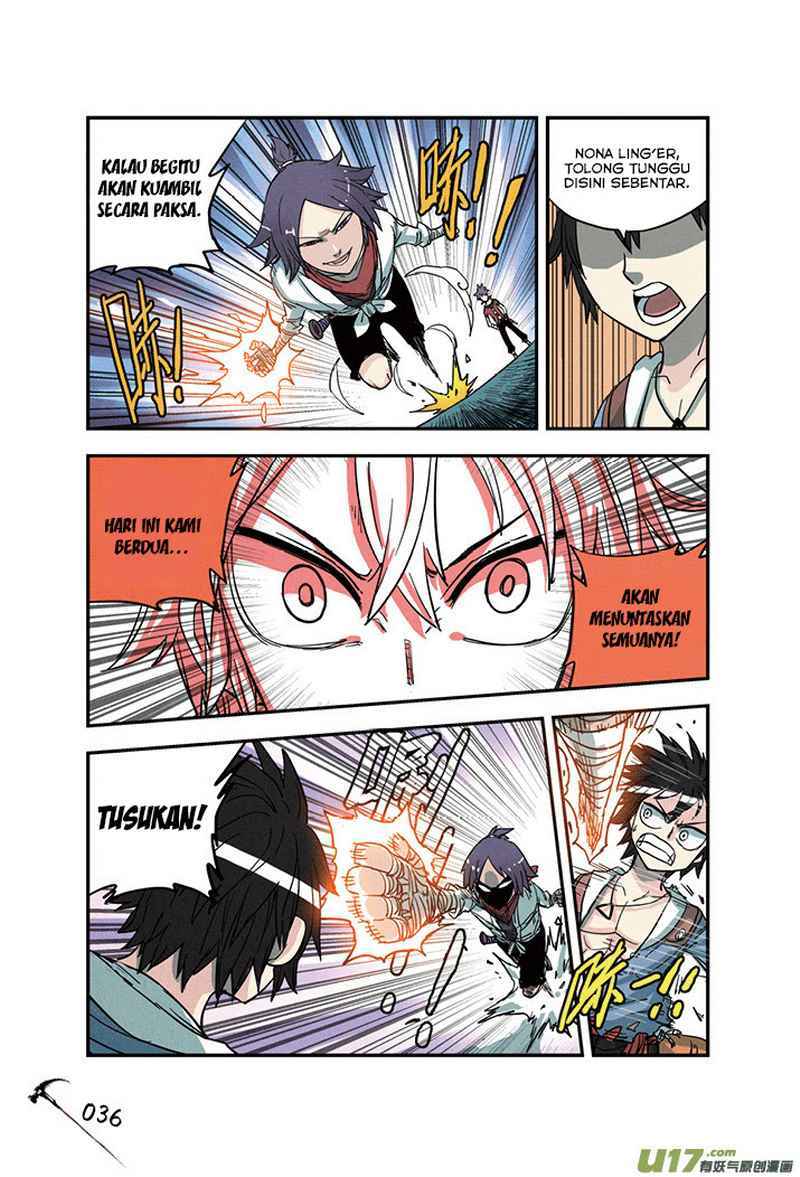 KALAU BEGITU
AKAN KUAMBIL
SECARA PAKSA.
NONA LING'ER,
TOLONG TUNGGU
DISINI SEBENTAR.
HARI INI KAMI
BERDUA...
AKAN
MENUNTASKAN
SEMUANYA!
TUSUKAN!
036
U17.com
有妖气原创漫画